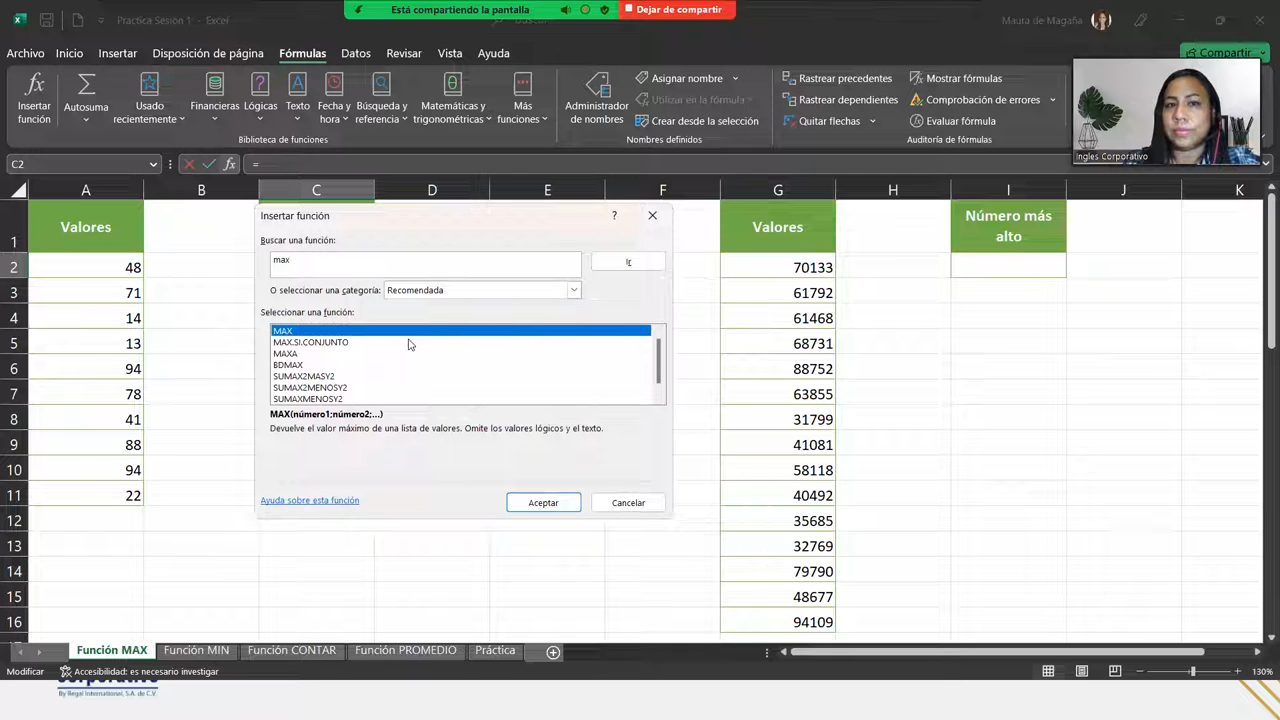 Está compartiendo la pantalla
Dejar de compartir
Practica Sesión 1 - Excel
Maura de Magaña
Archivo Inicio Insertar Disposición de página Fórmulas Datos Revisar Vista Ayuda
Compartir
Insertar función
Autosuma
Usado recientemente
Financieras
Lógicas
Texto
Fecha y hora
Búsqueda y referencia
Matemáticas y trigonométricas
Más funciones
Biblioteca de funciones
Administrador de nombres
Asignar nombre
Utilizar en la fórmula
Crear desde la selección
Nombres definidos
Rastrear precedentes
Rastrear dependientes
Quitar flechas
Mostrar fórmulas
Comprobación de errores
Evaluar fórmula
Auditoría de fórmulas
Ingles Corporativo
C2
fx =
A B C D E F G H I J K
1 Valores Valores Número más alto
2 48 70133
3 71 61792
4 14 61468
5 13 68731
6 94 88752
7 78 63855
8 41 31799
9 88 41081
10 94 58118
11 22 40492
12 35685
13 32769
14 79790
15 48677
16 94109
Insertar función
?
Buscar una función:
max
Ir
O seleccionar una categoría: Recomendada
Seleccionar una función:
MAX
MAX.SI.CONJUNTO
MAXA
BDMAX
SUMAX2MASY2
SUMAX2MENOSY2
SUMAXMENOSY2
MAX(número1;número2;...)
Devuelve el valor máximo de una lista de valores. Omite los valores lógicos y el texto.
Ayuda sobre esta función
Aceptar
Cancelar
Función MAX Función MIN Función CONTAR Función PROMEDIO Práctica
Modificar
Accesibilidad: es necesario investigar
130%
By Regal International, S.A. de C.V.